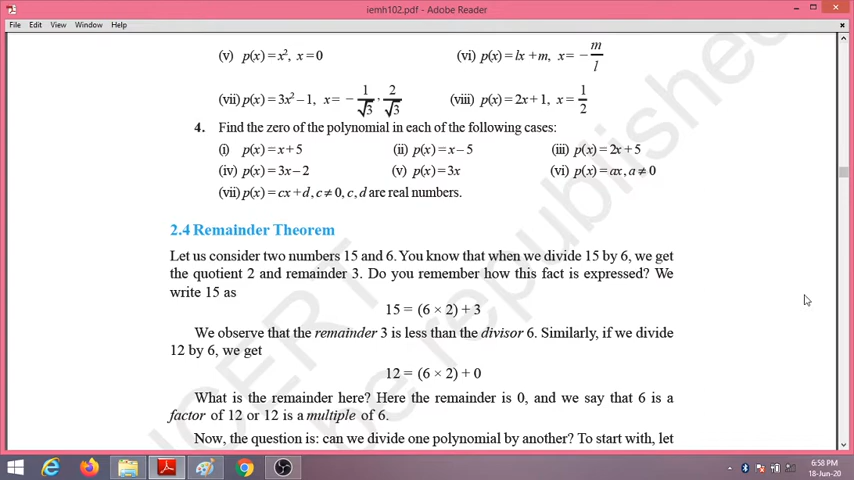 iemh102.pdf - Adobe Reader
File Edit View Window Help
(v) p(x) = x², x = 0 (vi) p(x) = lx + m, x = − m/l
(vii) p(x) = 3x² − 1, x = − 1/√3, 2/√3 (viii) p(x) = 2x + 1, x = 1/2
4. Find the zero of the polynomial in each of the following cases:
(i) p(x) = x + 5 (ii) p(x) = x − 5 (iii) p(x) = 2x + 5
(iv) p(x) = 3x − 2 (v) p(x) = 3x (vi) p(x) = ax, a ≠ 0
(vii) p(x) = cx + d, c ≠ 0, c, d are real numbers.
2.4 Remainder Theorem
Let us consider two numbers 15 and 6. You know that when we divide 15 by 6, we get
the quotient 2 and remainder 3. Do you remember how this fact is expressed? We
write 15 as
15 = (6 × 2) + 3
We observe that the remainder 3 is less than the divisor 6. Similarly, if we divide
12 by 6, we get
12 = (6 × 2) + 0
What is the remainder here? Here the remainder is 0, and we say that 6 is a
factor of 12 or 12 is a multiple of 6.
Now, the question is: can we divide one polynomial by another? To start with, let
republished
NCERT
be republished
6:58 PM
18-Jun-20